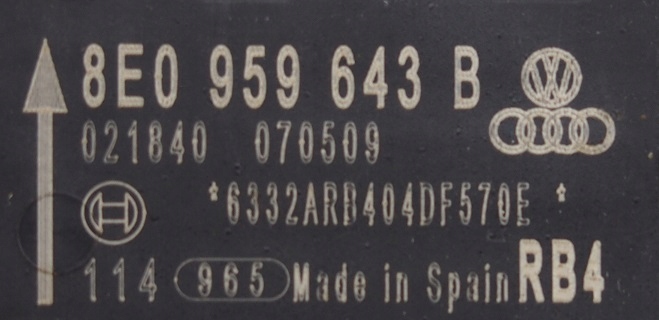 8E0 959 643 B
021840 070509
*6332ARB404DF570E *
114 965 Made in Spain RB4